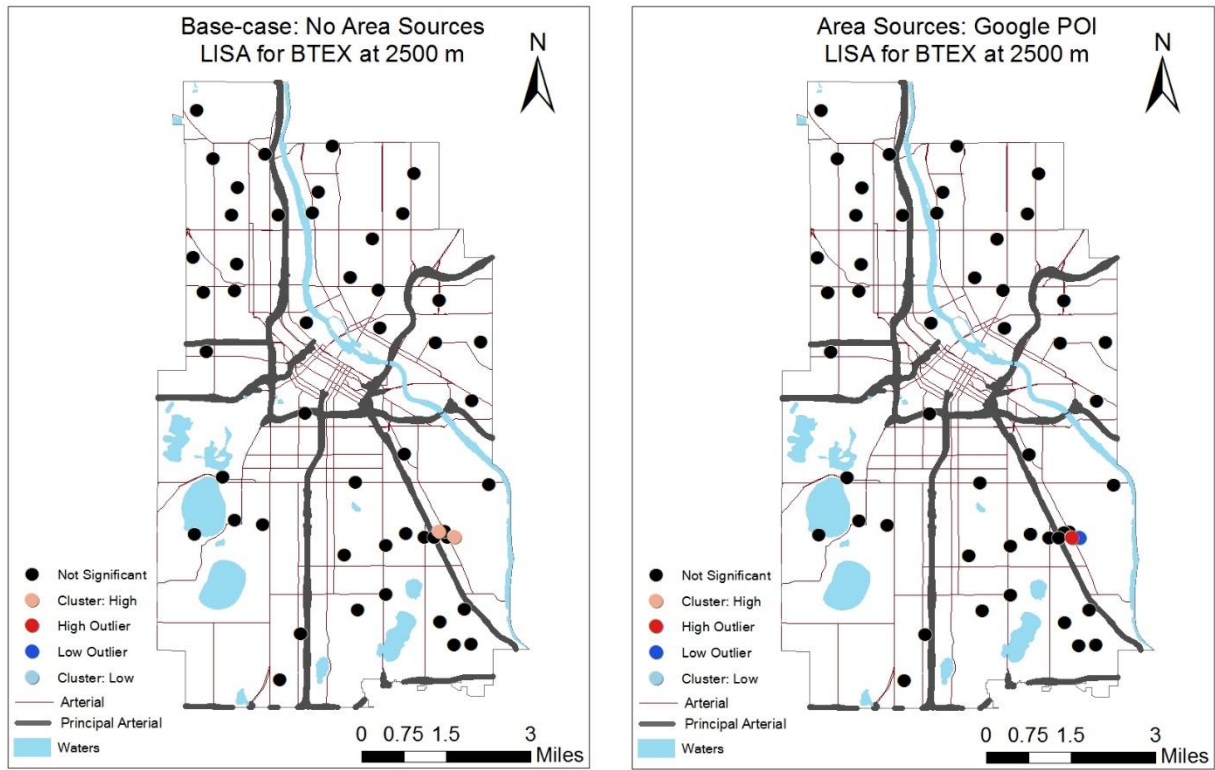 Base-case: No Area Sources
LISA for BTEX at 2500 m
N
Not Significant
Cluster: High
High Outlier
Low Outlier
Cluster: Low
Arterial
Principal Arterial
Waters
0 0.75 1.5 3
Miles
Area Sources: Google POI
LISA for BTEX at 2500 m
N
Not Significant
Cluster: High
High Outlier
Low Outlier
Cluster: Low
Arterial
Principal Arterial
Waters
0 0.75 1.5 3
Miles